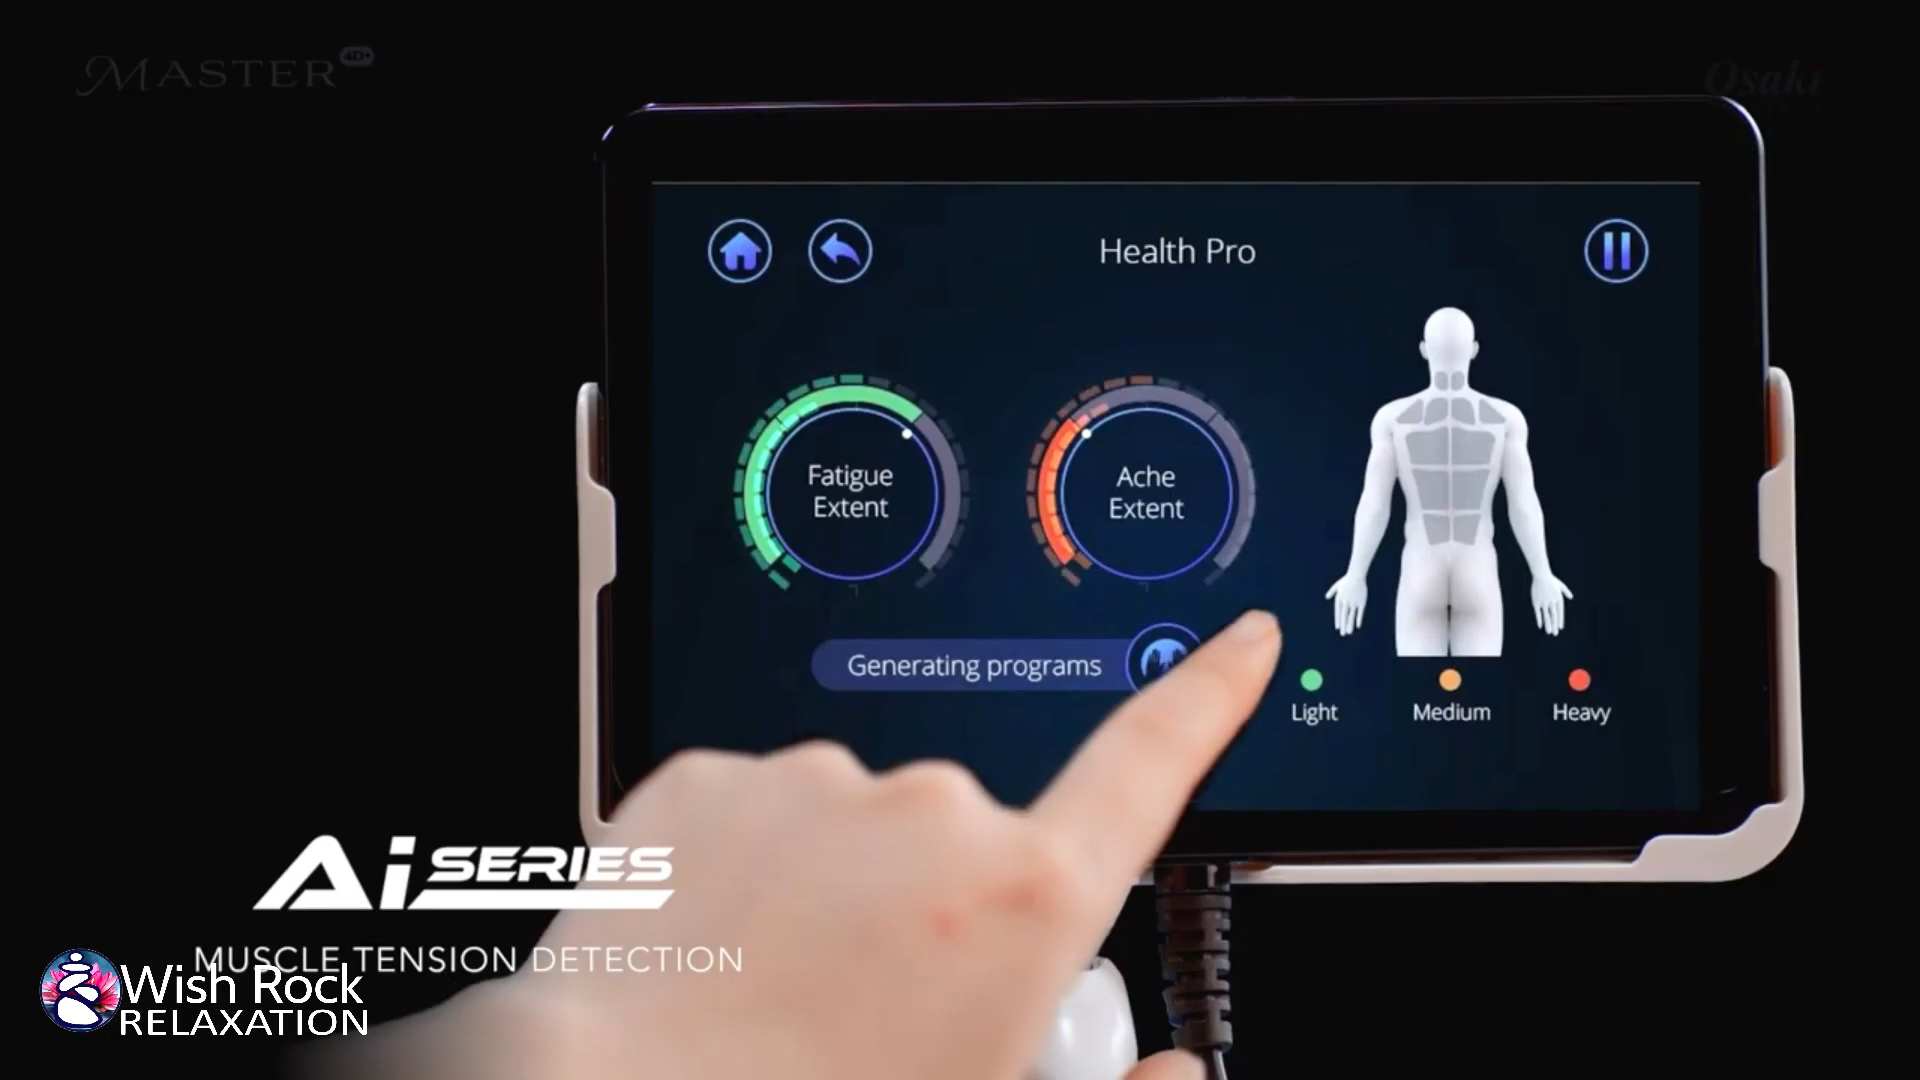 MASTER 4D+
Osaki
Health Pro
Fatigue
Extent
Ache
Extent
Generating programs
Light
Medium
Heavy
Ai SERIES
MUSCLE TENSION DETECTION
Wish Rock
RELAXATION